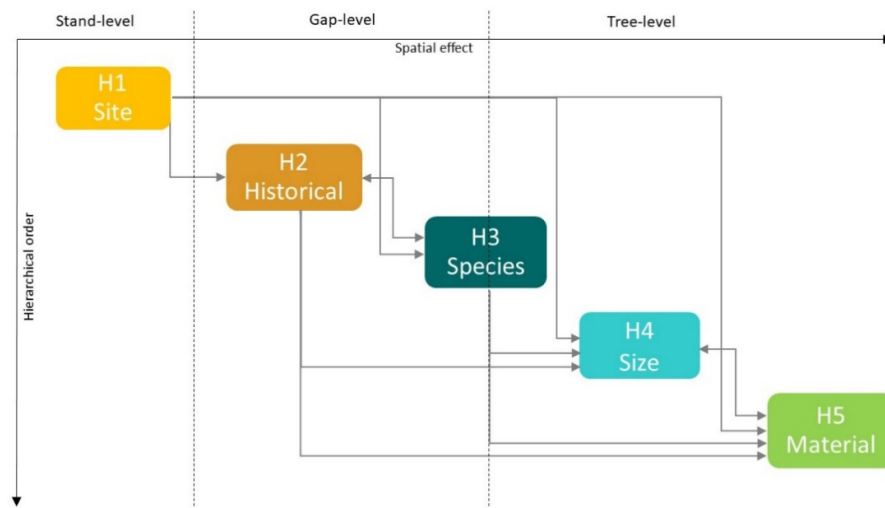 Stand-level
Gap-level
Tree-level
Spatial effect
Hierarchical order
H1
Site
H2
Historical
H3
Species
H4
Size
H5
Material